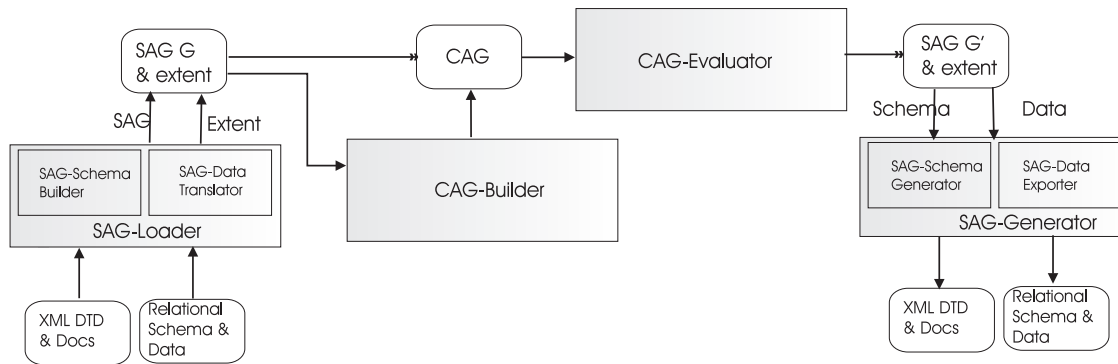 SAG G
& extent
SAG
Extent
SAG-Schema
Builder
SAG-Data
Translator
SAG-Loader
XML DTD
& Docs
Relational
Schema &
Data
CAG
CAG-Builder
CAG-Evaluator
SAG G'
& extent
Schema
Data
SAG-Schema
Generator
SAG-Data
Exporter
SAG-Generator
XML DTD
& Docs
Relational
Schema &
Data